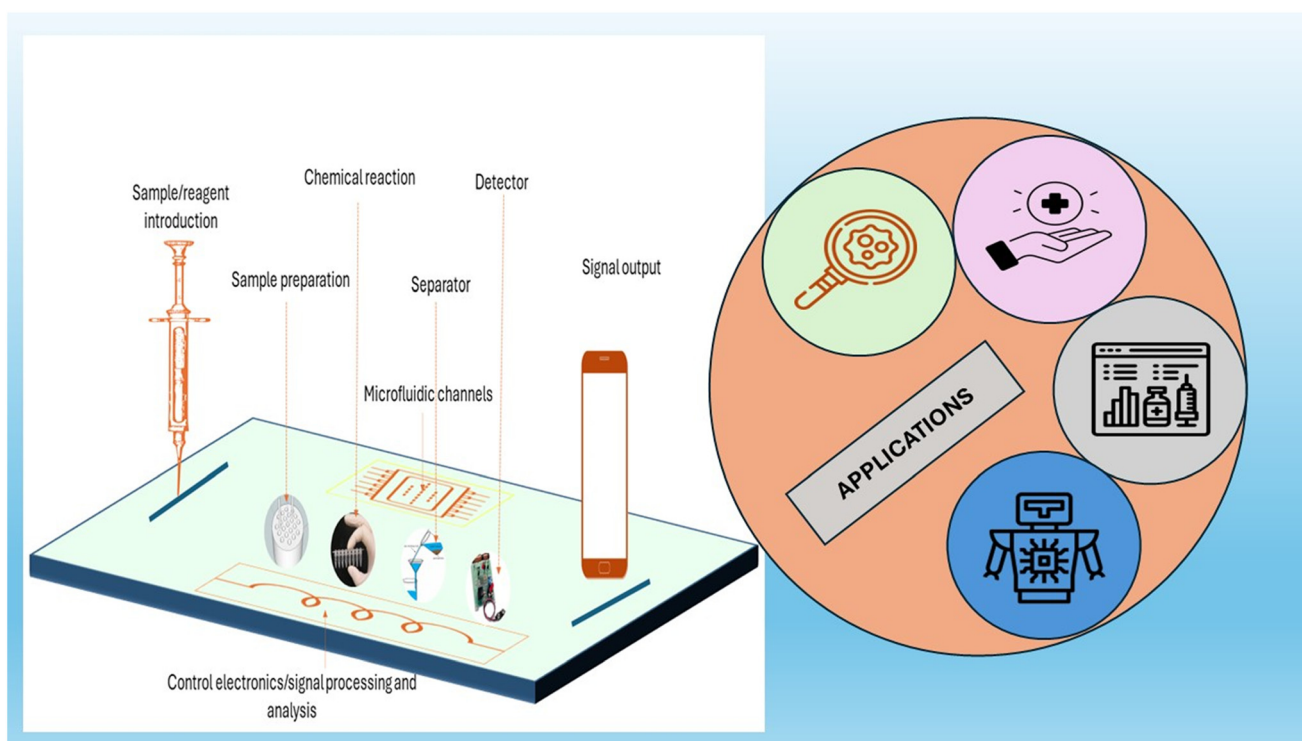 Sample/reagent
introduction
Chemical reaction
Detector
Sample preparation
Separator
Signal output
Microfluidic channels
Control electronics/signal processing and
analysis
APPLICATIONS